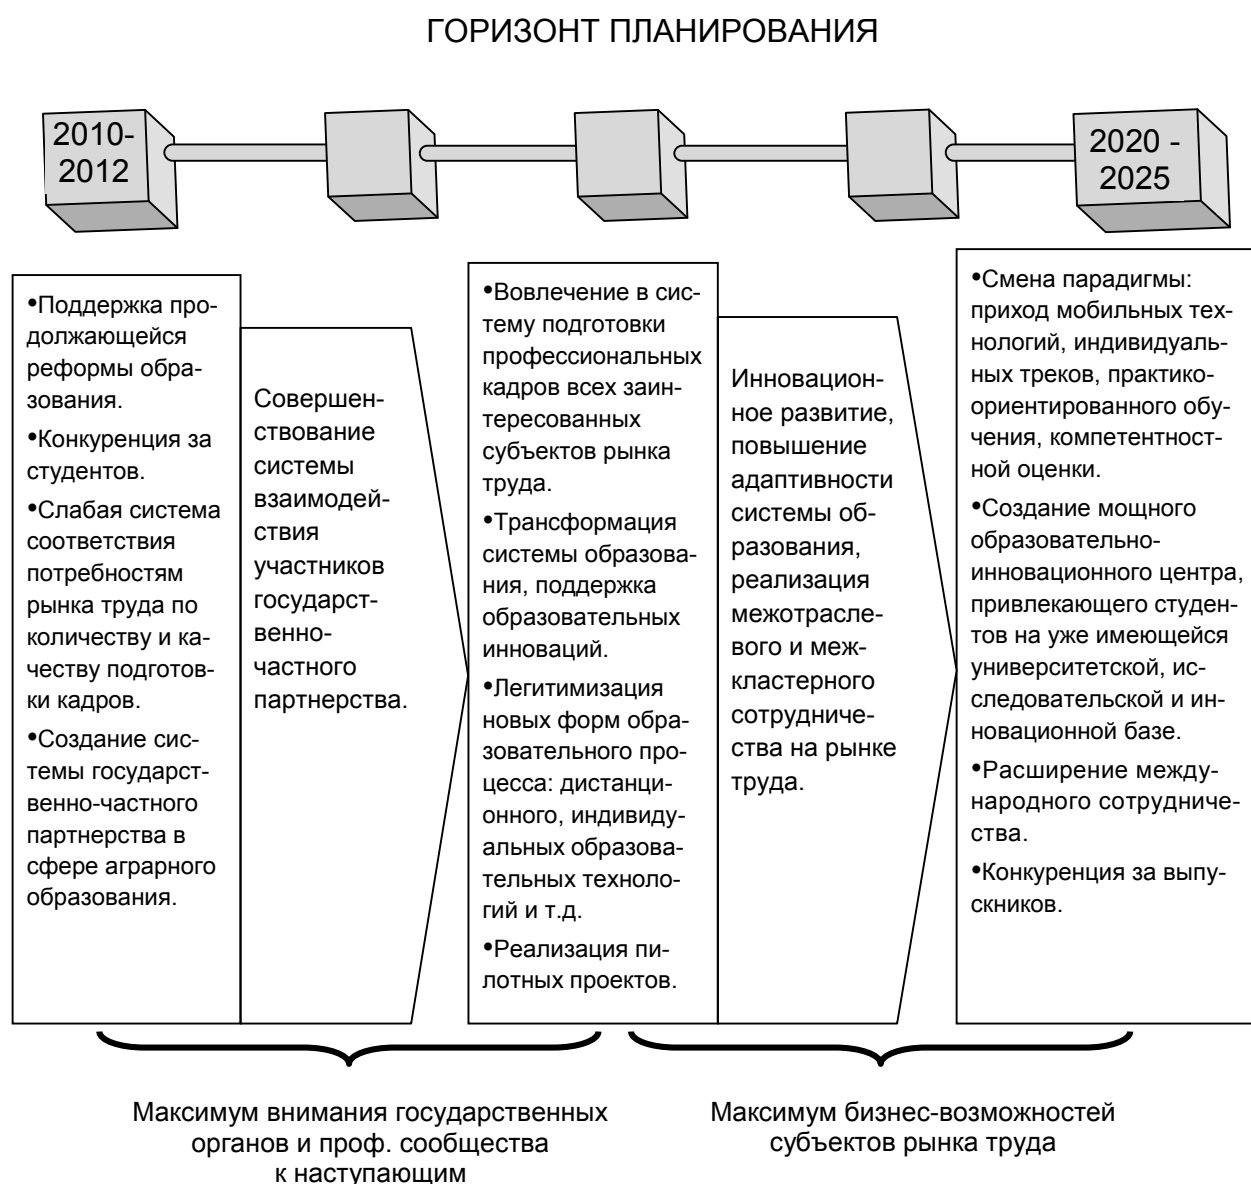 ГОРИЗОНТ ПЛАНИРОВАНИЯ
2010-
2012
2020 -
2025
•Поддержка про-
должающейся
реформы обра-
зования.
•Конкуренция за
студентов.
•Слабая система
соответствия
потребностям
рынка труда по
количеству и ка-
честву подготов-
ки кадров.
•Создание сис-
темы государст-
венно-частного
партнерства в
сфере аграрного
образования.
Совершен-
ствование
системы
взаимодей-
ствия
участников
государст-
венно-
частного
партнерства.
•Вовлечение в сис-
тему подготовки
профессиональных
кадров всех заин-
тересованных
субъектов рынка
труда.
•Трансформация
системы образова-
ния, поддержка
образовательных
инноваций.
•Легитимизация
новых форм обр-
азовательного про-
цесса: дистанци-
онного, индивиду-
альных образова-
тельных техноло-
гий и т.д.
•Реализация пи-
лотных проектов.
Инновацион-
ное развитие,
повышение
адаптивности
системы об-
разования,
реализация
межотрасле-
вого и меж-
кластерного
сотрудниче-
ства на рынке
труда.
•Смена парадигмы:
приход мобильных тех-
нологий, индивидуаль-
ных треков, практико-
ориентированного обу-
чения, компетентност-
ной оценки.
•Создание мощного
образовательно-
инновационного центра,
привлекающего студен-
тов на уже имеющейся
университетской, ис-
следовательской и ин-
новационной базе.
•Расширение между-
народного сотрудниче-
ства.
•Конкуренция за выпу-
скников.
Максимум внимания государственных
органов и проф. сообщества
к наступающим
Максимум бизнес-возможностей
субъектов рынка труда